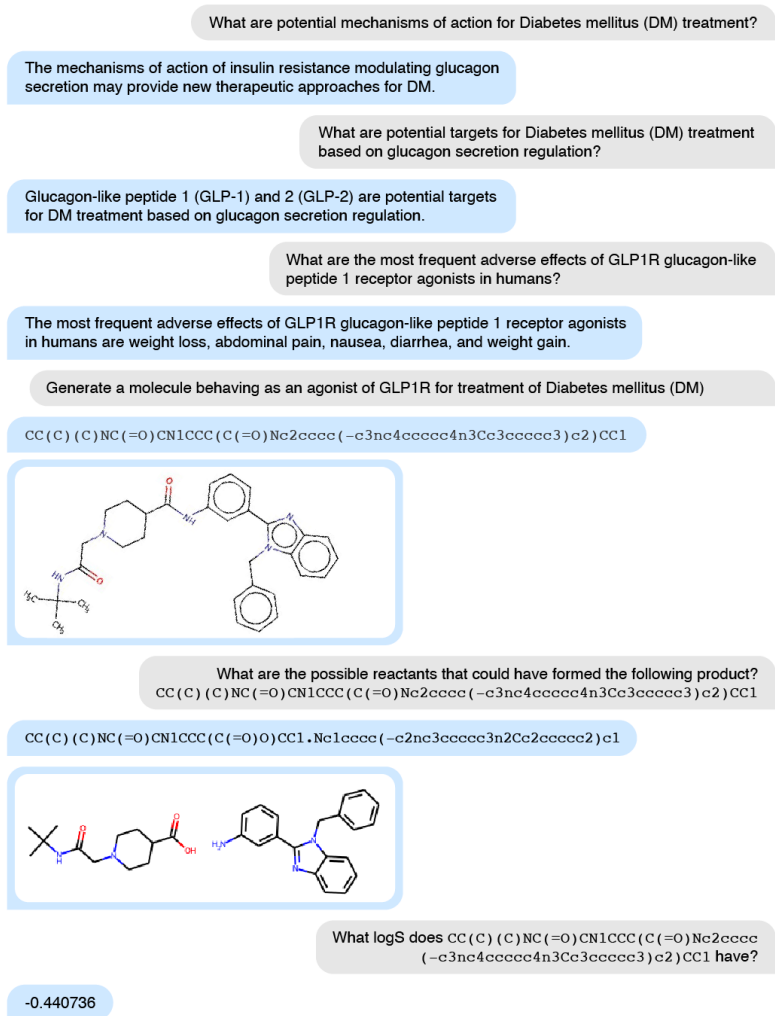 What are potential mechanisms of action for Diabetes mellitus (DM) treatment?
The mechanisms of action of insulin resistance modulating glucagon
secretion may provide new therapeutic approaches for DM.
What are potential targets for Diabetes mellitus (DM) treatment
based on glucagon secretion regulation?
Glucagon-like peptide 1 (GLP-1) and 2 (GLP-2) are potential targets
for DM treatment based on glucagon secretion regulation.
What are the most frequent adverse effects of GLP1R glucagon-like
peptide 1 receptor agonists in humans?
The most frequent adverse effects of GLP1R glucagon-like peptide 1 receptor agonists
in humans are weight loss, abdominal pain, nausea, diarrhea, and weight gain.
Generate a molecule behaving as an agonist of GLP1R for treatment of Diabetes mellitus (DM)
CC(C)(C)NC(=O)CN1CCC(C(=O)Nc2cccc(-c3nc4ccccc4n3Cc3ccccc3)c2)CC1
O
N
NH
N
N
HN
O
H₃C
CH₃
CH₃
What are the possible reactants that could have formed the following product?
CC(C)(C)NC(=O)CN1CCC(C(=O)Nc2cccc(-c3nc4ccccc4n3Cc3ccccc3)c2)CC1
CC(C)(C)NC(=O)CN1CCC(C(=O)O)CC1.Nc1cccc(-c2nc3ccccc3n2Cc2ccccc2)c1
O
O
OH
N
H
N
H₂N
N
N
What logS does CC(C)(C)NC(=O)CN1CCC(C(=O)Nc2cccc
(-c3nc4ccccc4n3Cc3ccccc3)c2)CC1 have?
-0.440736